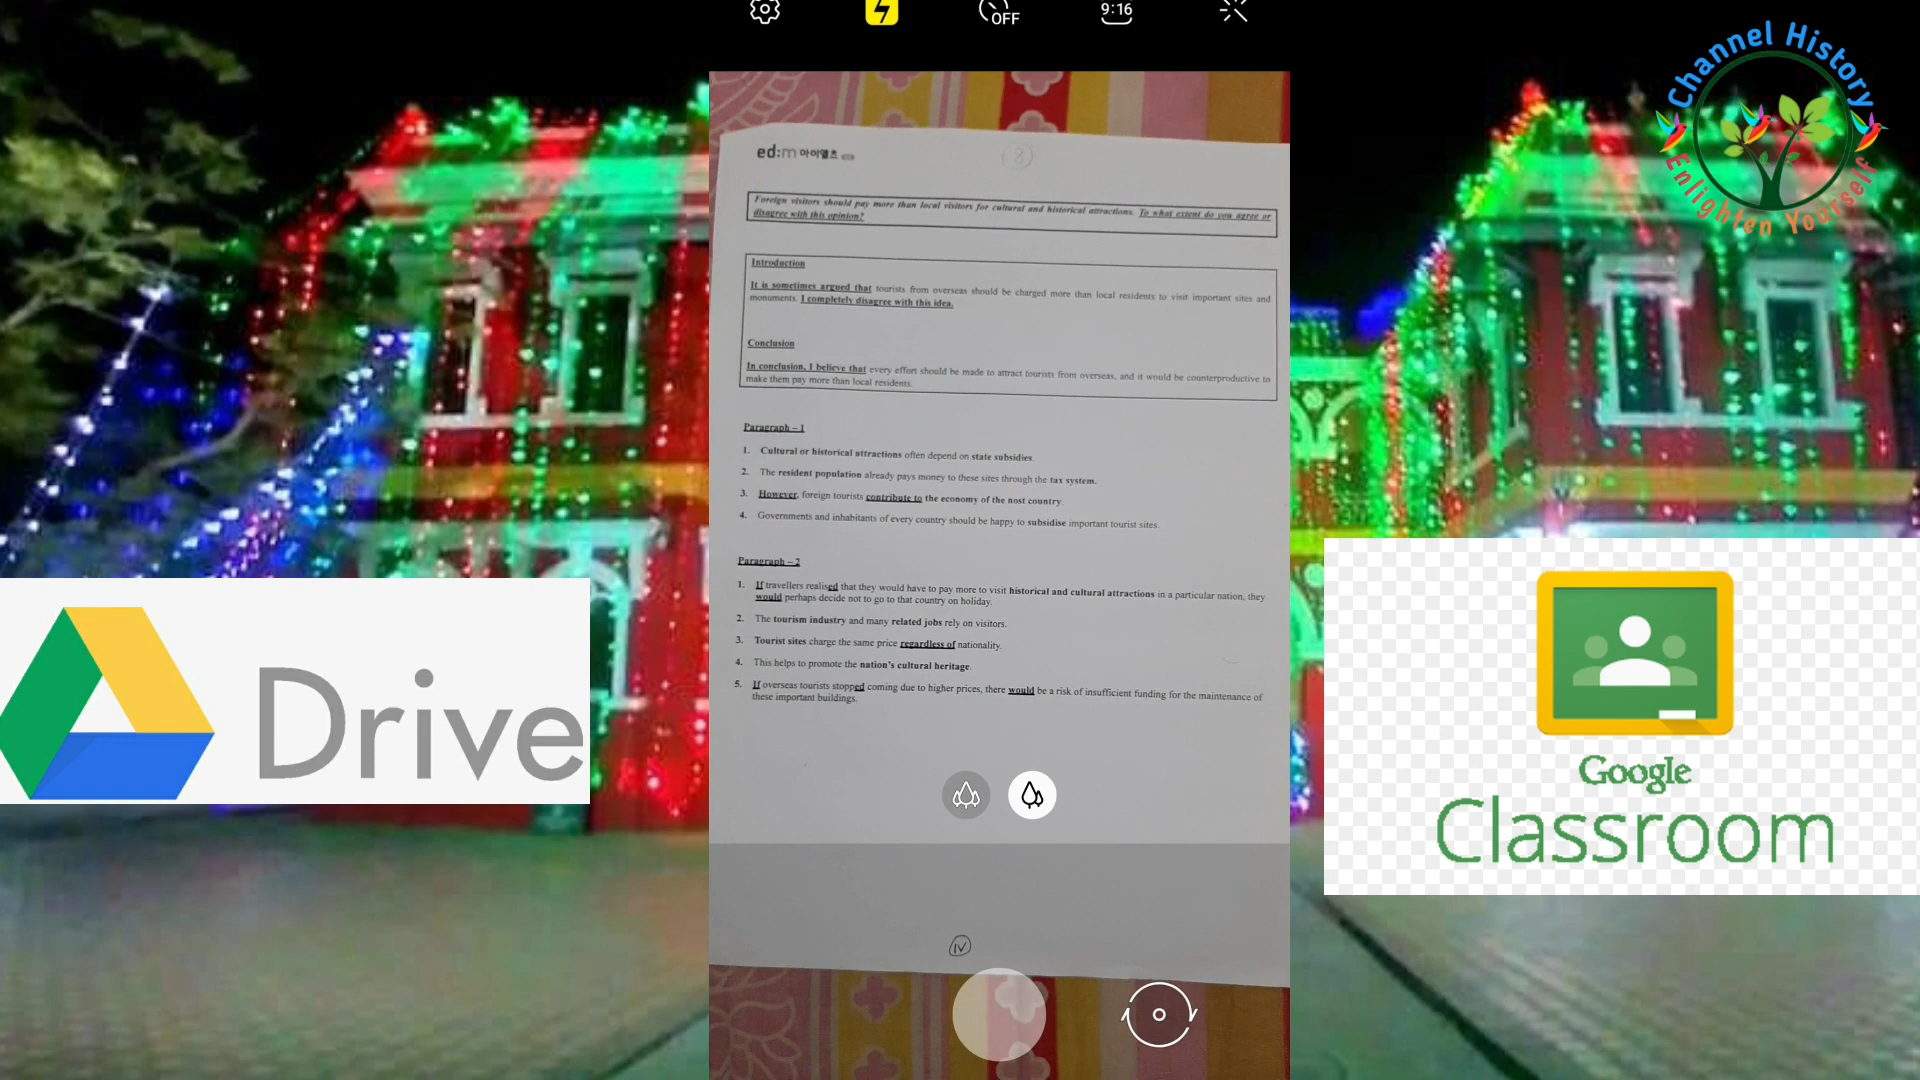 OFF
9:16
Channel History
Enlighten Yourself
ed:m 아이엘츠
8
Foreign visitors should pay more than local visitors for cultural and historical attractions. To what extent do you agree or
disagree with this opinion?
Introduction
It is sometimes argued that tourists from overseas should be charged more than local residents to visit important sites and
monuments. I completely disagree with this idea.
Conclusion
In conclusion, I believe that every effort should be made to attract tourists from overseas, and it would be counterproductive to
make them pay more than local residents.
Paragraph – 1
1. Cultural or historical attractions often depend on state subsidies.
2. The resident population already pays money to these sites through the tax system.
3. However, foreign tourists contribute to the economy of the host country.
4. Governments and inhabitants of every country should be happy to subsidise important tourist sites.
Paragraph – 2
1. If travellers realised that they would have to pay more to visit historical and cultural attractions in a particular nation, they
would perhaps decide not to go to that country on holiday.
2. The tourism industry and many related jobs rely on visitors.
3. Tourist sites charge the same price regardless of nationality.
4. This helps to promote the nation's cultural heritage.
5. If overseas tourists stopped coming due to higher prices, there would be a risk of insufficient funding for the maintenance of
these important buildings.
IV
Drive
Google
Classroom